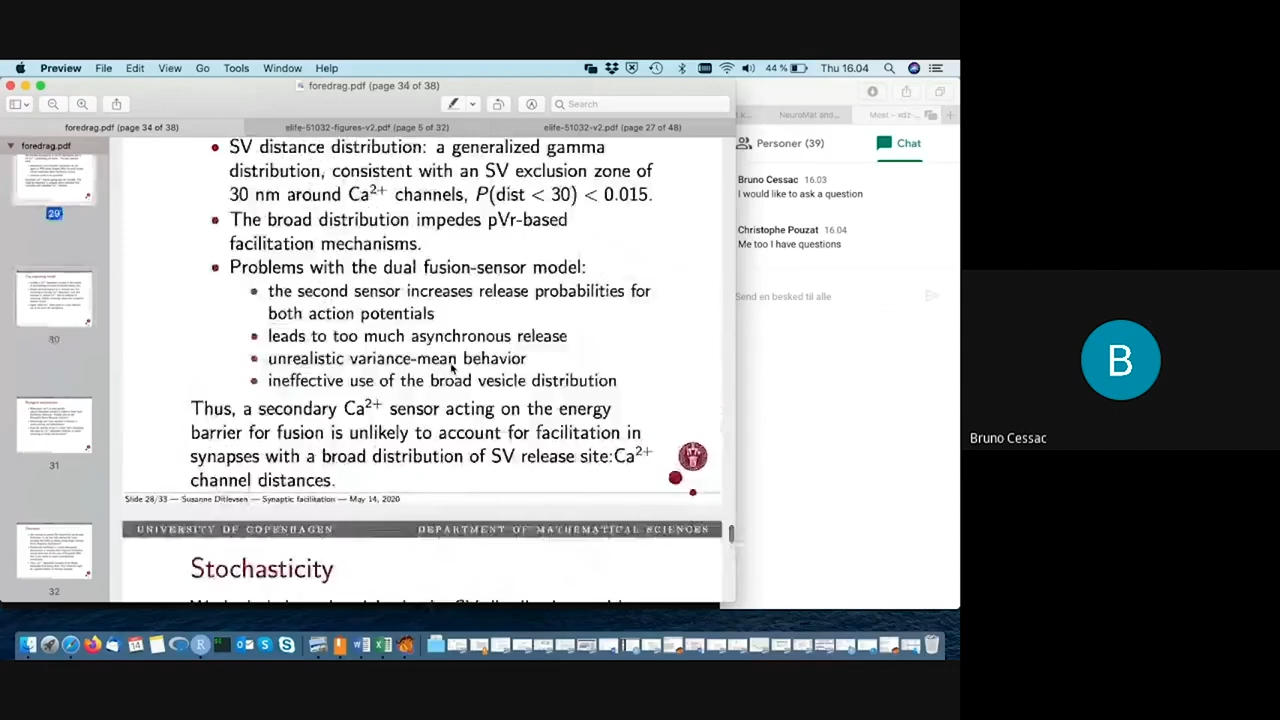 Preview File Edit View Go Tools Window Help
44 % Thu 16.04
foredrag.pdf (page 34 of 38)
Search
foredrag.pdf (page 34 of 38) elife-51032-figures-v2.pdf (page 5 of 32) elife-51032-v2.pdf (page 27 of 48)
foredrag.pdf
29
30
31
32
SV distance distribution: a generalized gamma
distribution, consistent with an SV exclusion zone of
30 nm around Ca2+ channels, P(dist < 30) < 0.015.
The broad distribution impedes pVr-based
facilitation mechanisms.
Problems with the dual fusion-sensor model:
the second sensor increases release probabilities for
both action potentials
leads to too much asynchronous release
unrealistic variance-mean behavior
ineffective use of the broad vesicle distribution
Thus, a secondary Ca2+ sensor acting on the energy
barrier for fusion is unlikely to account for facilitation in
synapses with a broad distribution of SV release site:Ca2+
channel distances.
Slide 28/33 — Susanne Ditlevsen — Synaptic facilitation — May 14, 2020
UNIVERSITY OF COPENHAGEN DEPARTMENT OF MATHEMATICAL SCIENCES
Stochasticity
NeuroMat and... Meet – xdz-...
Personer (39) Chat
Bruno Cessac 16.03
I would like to ask a question
Christophe Pouzat 16.04
Me too I have questions
Send en besked til alle
B
Bruno Cessac